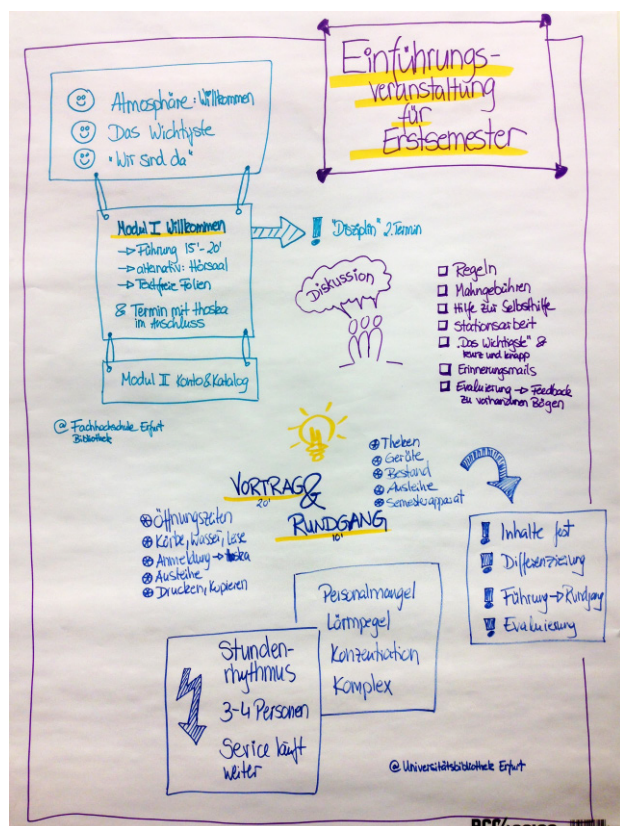 Einführungs-
veranstaltung
für
Erstsemester
Atmosphäre: Willkommen
Das Wichtigste
"Wir sind da"
Modul I Willkommen
→ Führung 15'-20'
→ alternativ: Hörsaal
→ Textfreie Folien
& Termin mit thoska
im Anschluss
Modul II Konto & Katalog
@ Fachhochschule Erfurt
Bibliothek
! "Disziplin" 2. Termin
Diskussion
Regeln
Mahngebühren
Hilfe zur Selbsthilfe
Stationsarbeit
"Das Wichtigste" &
kurz und knapp
Erinnerungsmails
Evaluierung → Feedback
zu vorhandenen Bögen
VORTRAG &
20'
RUNDGANG
10'
Öffnungszeiten
Körbe, Wasser, Leise
Anmeldung → thoska
Ausleihe
Drucken, Kopieren
Theken
Geräte
Bestand
Ausleihe
Semesterapparat
! Inhalte fest
! Differenzierung
! Führung → Rundgang
! Evaluierung
Personalmangel
Lärmpegel
Konzentration
Komplex
Stunden-
rhythmus
3-4 Personen
Service läuft
weiter
@ Universitätsbibliothek Erfurt